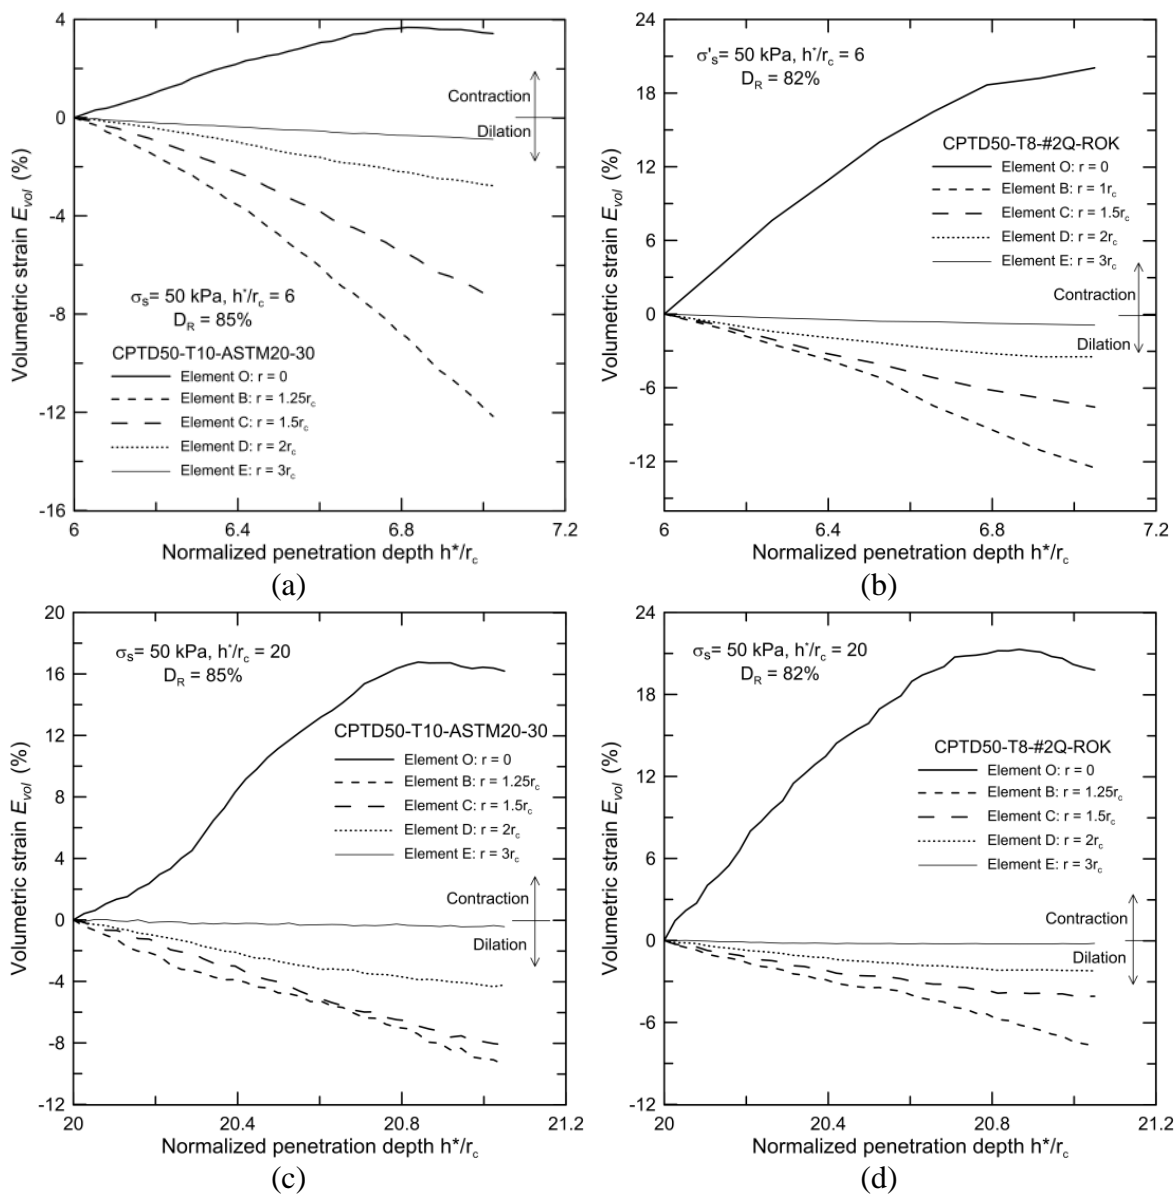 4
0
-4
-8
-12
-16
Volumetric strain E_vol (%)
Contraction
Dilation
σs= 50 kPa, h*/rc = 6
DR = 85%
CPTD50-T10-ASTM20-30
Element O: r = 0
Element B: r = 1.25rc
Element C: r = 1.5rc
Element D: r = 2rc
Element E: r = 3rc
6 6.4 6.8 7.2
Normalized penetration depth h*/rc
(a)
24
18
12
6
0
-6
-12
Volumetric strain E_vol (%)
σ's= 50 kPa, h*/rc = 6
DR = 82%
CPTD50-T8-#2Q-ROK
Element O: r = 0
Element B: r = 1rc
Element C: r = 1.5rc
Element D: r = 2rc
Element E: r = 3rc
Contraction
Dilation
6 6.4 6.8 7.2
Normalized penetration depth h*/rc
(b)
20
16
12
8
4
0
-4
-8
-12
Volumetric strain E_vol (%)
σs= 50 kPa, h*/rc = 20
DR = 85%
CPTD50-T10-ASTM20-30
Element O: r = 0
Element B: r = 1.25rc
Element C: r = 1.5rc
Element D: r = 2rc
Element E: r = 3rc
Contraction
Dilation
20 20.4 20.8 21.2
Normalized penetration depth h*/rc
(c)
24
18
12
6
0
-6
-12
Volumetric strain E_vol (%)
σs= 50 kPa, h*/rc = 20
DR = 82%
CPTD50-T8-#2Q-ROK
Element O: r = 0
Element B: r = 1.25rc
Element C: r = 1.5rc
Element D: r = 2rc
Element E: r = 3rc
Contraction
Dilation
20 20.4 20.8 21.2
Normalized penetration depth h*/rc
(d)